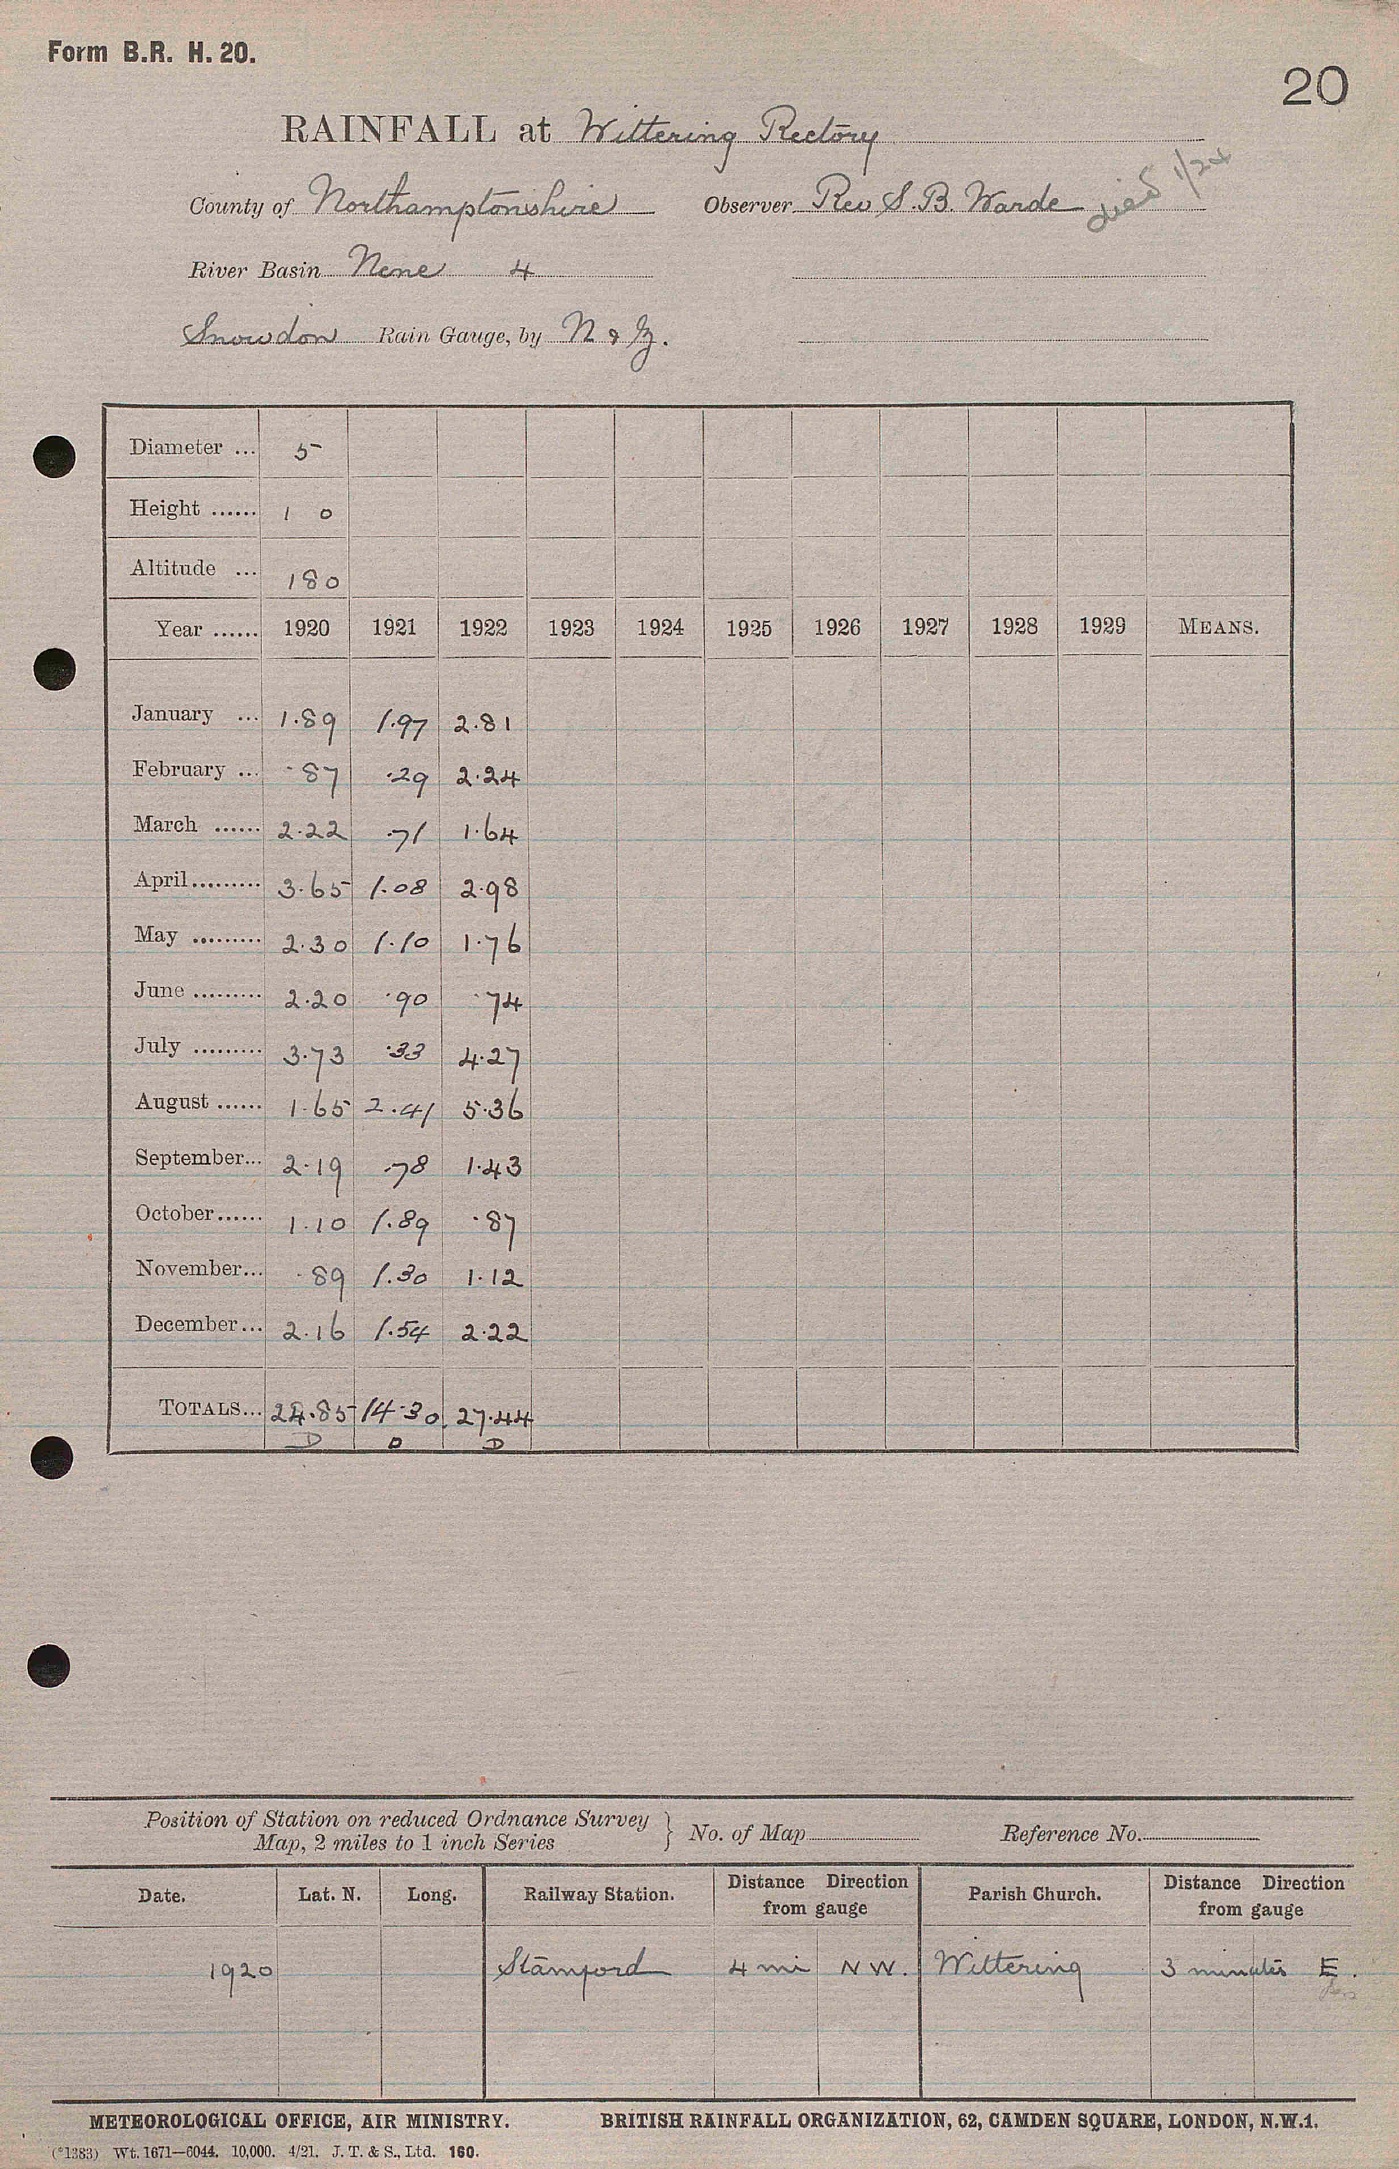 Form B.R. H. 20.
20
RAINFALL at Wittering Rectory
County of Northamptonshire Observer Rev S. B. Warde died 1/24
River Basin Nene 4
Snowdon Rain Gauge, by N & Z.
Diameter ... 5
Height ...... 1 0
Altitude ... 180
Year ...... 1920 1921 1922 1923 1924 1925 1926 1927 1928 1929 MEANS.
January ... 1.89 1.97 2.81
February ... .87 .29 2.24
March ...... 2.22 .71 1.64
April......... 3.65 1.08 2.98
May ......... 2.30 1.10 1.76
June ......... 2.20 .90 .74
July ......... 3.73 .33 4.27
August ...... 1.65 2.41 5.36
September... 2.19 .78 1.43
October...... 1.10 1.89 .87
November... .89 1.30 1.12
December... 2.16 1.54 2.22
TOTALS... 24.85 14.30 27.44
D D D
Position of Station on reduced Ordnance Survey
Map, 2 miles to 1 inch Series } No. of Map Reference No.
Date. Lat. N. Long. Railway Station. Distance Direction from gauge Parish Church. Distance Direction from gauge
1920 Stamford 4 mi N W. Wittering 3 minutes E.
METEOROLOGICAL OFFICE, AIR MINISTRY. BRITISH RAINFALL ORGANIZATION, 62, CAMDEN SQUARE, LONDON, N.W.1.
(*1383) Wt. 1671—6044. 10,000. 4/21. J. T. & S., Ltd. 160.